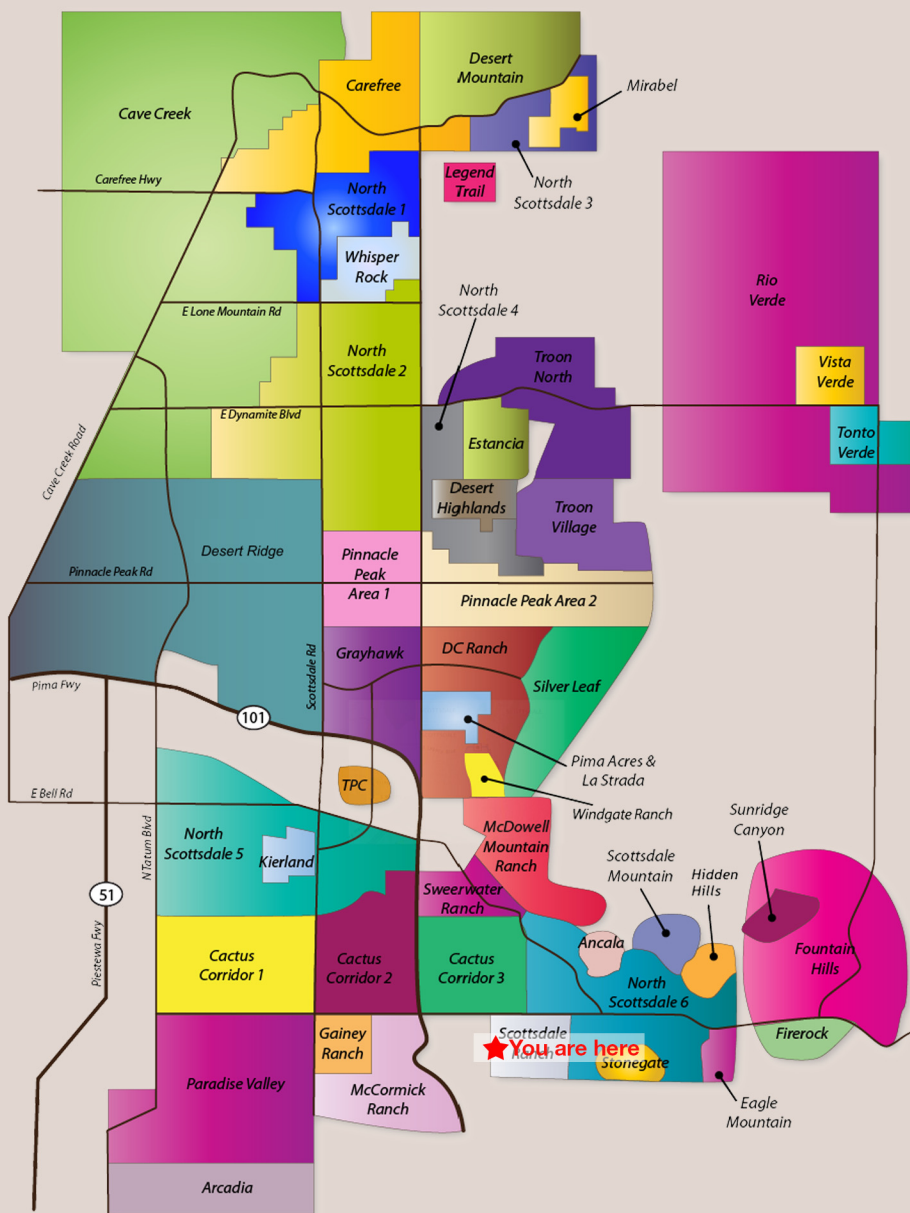 Desert
Mountain
Carefree
Mirabel
Cave Creek
Legend
Trail
Carefree Hwy
North
Scottsdale 1
North
Scottsdale 3
Whisper
Rock
Rio
Verde
North
Scottsdale 4
E Lone Mountain Rd
North
Scottsdale 2
Troon
North
Vista
Verde
E Dynamite Blvd
Estancia
Tonto
Verde
Cave Creek Road
Desert
Highlands
Troon
Village
Desert Ridge
Pinnacle
Peak
Area 1
Pinnacle Peak Rd
Pinnacle Peak Area 2
Grayhawk
DC Ranch
Scottsdale Rd
Silver Leaf
Pima Fwy
101
Pima Acres &
La Strada
TPC
E Bell Rd
Windgate Ranch
Sunridge
Canyon
North
Scottsdale 5
N Tatum Blvd
Kierland
McDowell
Mountain
Ranch
Scottsdale
Mountain
Hidden
Hills
51
Sweerwater
Ranch
Piestewa Fwy
Cactus
Corridor 1
Cactus
Corridor 2
Cactus
Corridor 3
Ancala
Fountain
Hills
North
Scottsdale 6
Gainey
Ranch
Scottsdale
Ranch
You are here
Stonegate
Firerock
Paradise Valley
McCormick
Ranch
Eagle
Mountain
Arcadia